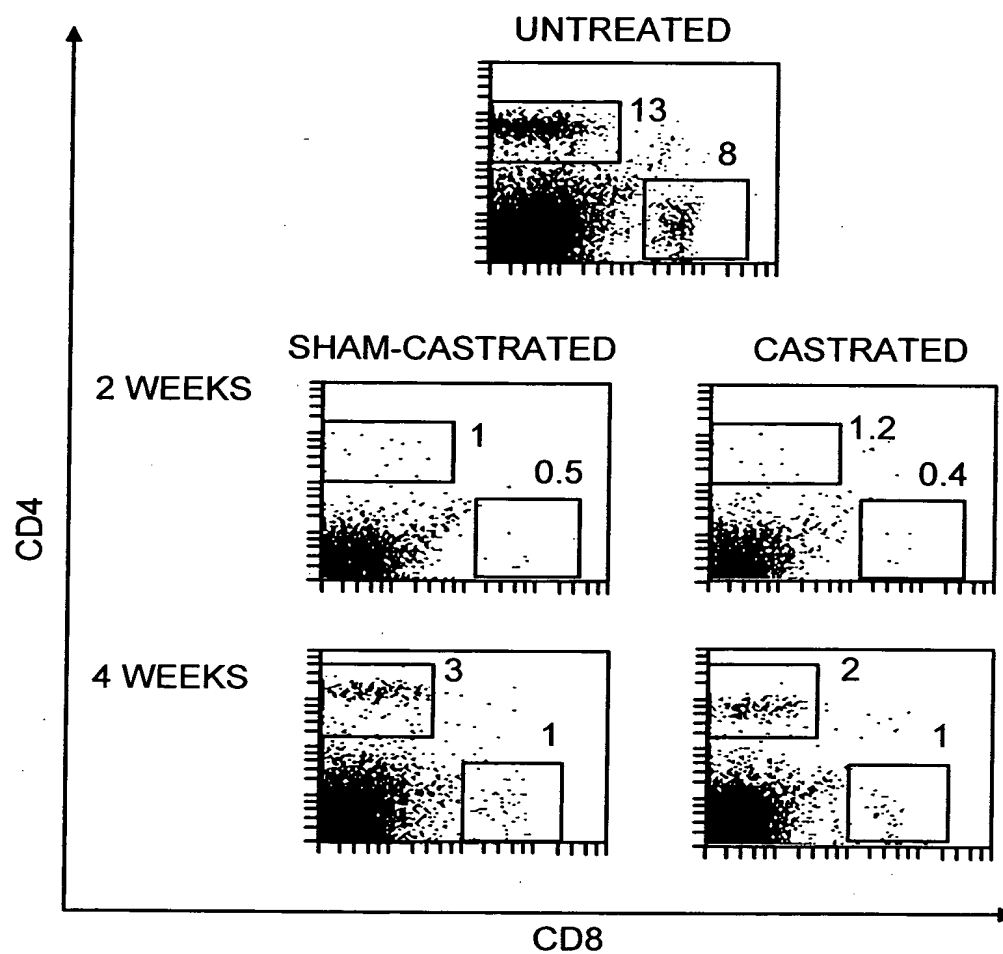 UNTREATED
13
8
SHAM-CASTRATED
CASTRATED
2 WEEKS
1
0.5
1.2
0.4
4 WEEKS
3
1
2
1
CD4
CD8